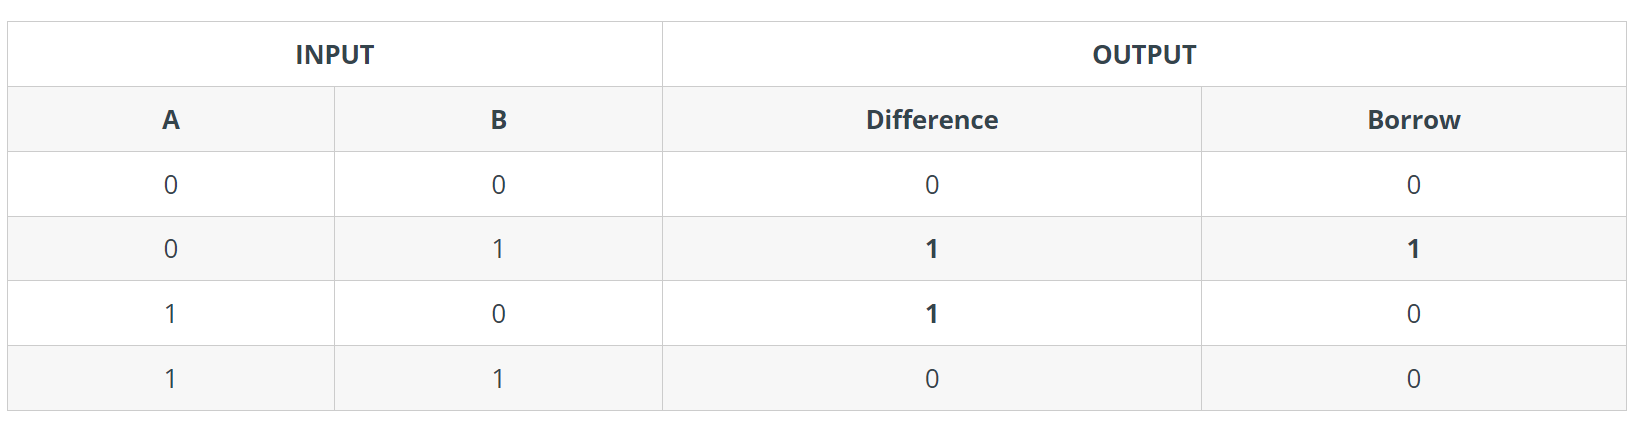 INPUT OUTPUT
A B Difference Borrow
0 0 0 0
0 1 1 1
1 0 1 0
1 1 0 0